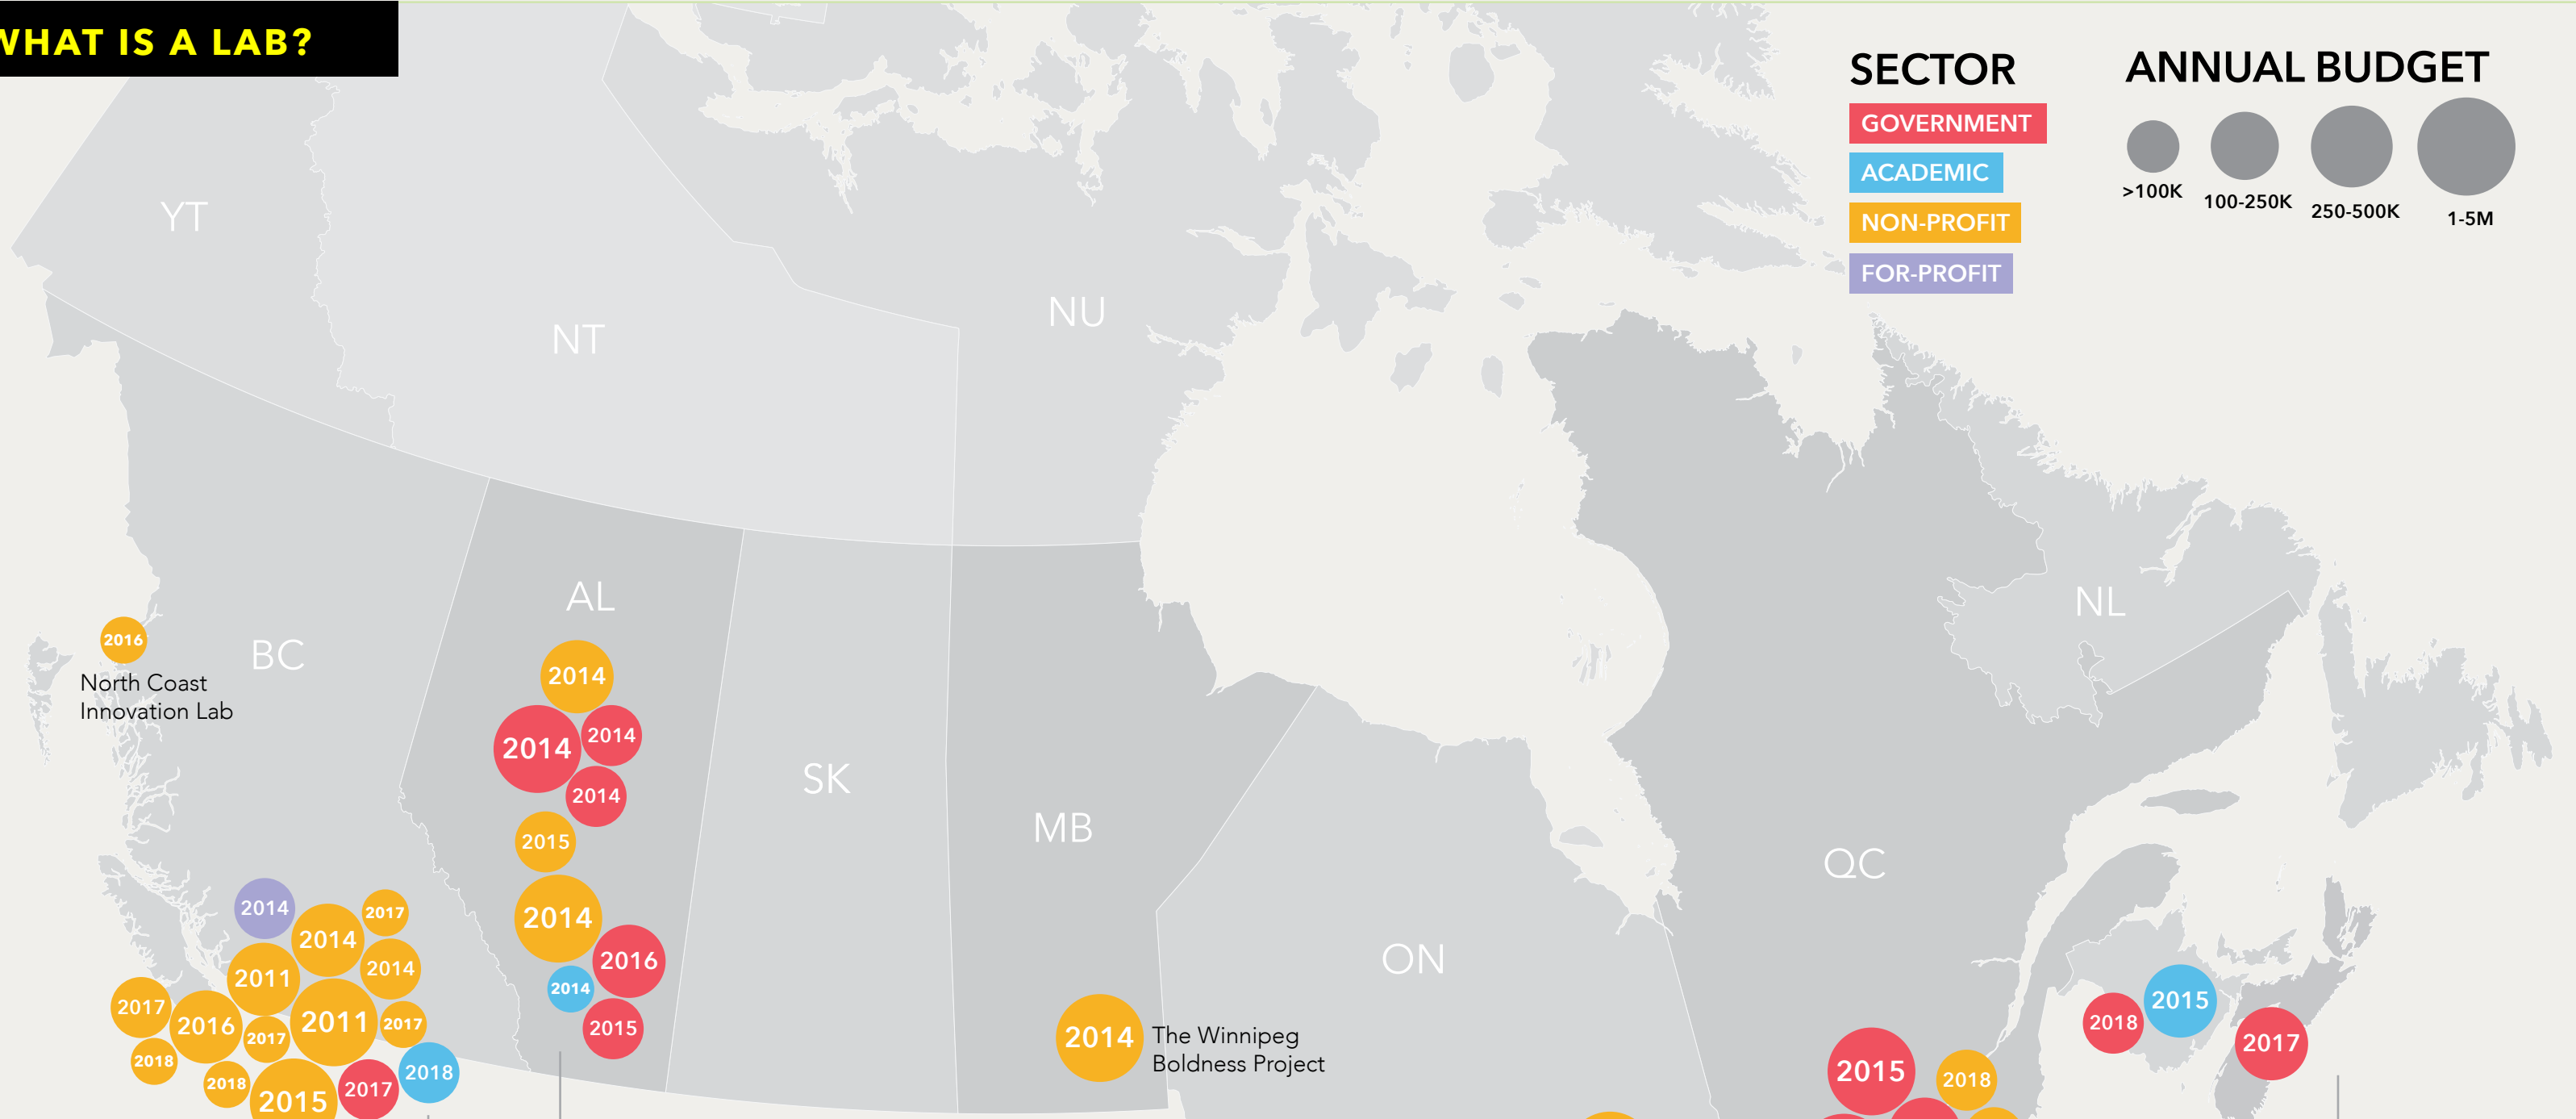 WHAT IS A LAB?
SECTOR
GOVERNMENT
ACADEMIC
NON-PROFIT
FOR-PROFIT
ANNUAL BUDGET
>100K
100-250K
250-500K
1-5M
YT
NT
NU
BC
AL
SK
MB
ON
QC
NL
2016
North Coast
Innovation Lab
2014
2014
2014
2014
2015
2014
2016
2014
2015
2014
2014
2017
2011
2014
2017
2016
2017
2011
2017
2018
2018
2015
2017
2018
2014
The Winnipeg
Boldness Project
2015
2018
2018
2015
2017